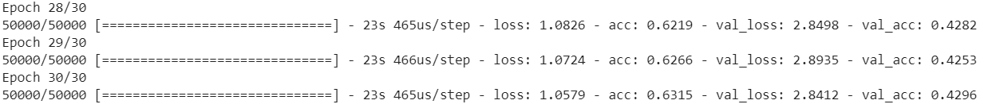 Epoch 28/30
50000/50000 [==============================] - 23s 465us/step - loss: 1.0826 - acc: 0.6219 - val_loss: 2.8498 - val_acc: 0.4282
Epoch 29/30
50000/50000 [==============================] - 23s 466us/step - loss: 1.0724 - acc: 0.6266 - val_loss: 2.8935 - val_acc: 0.4253
Epoch 30/30
50000/50000 [==============================] - 23s 465us/step - loss: 1.0579 - acc: 0.6315 - val_loss: 2.8412 - val_acc: 0.4296